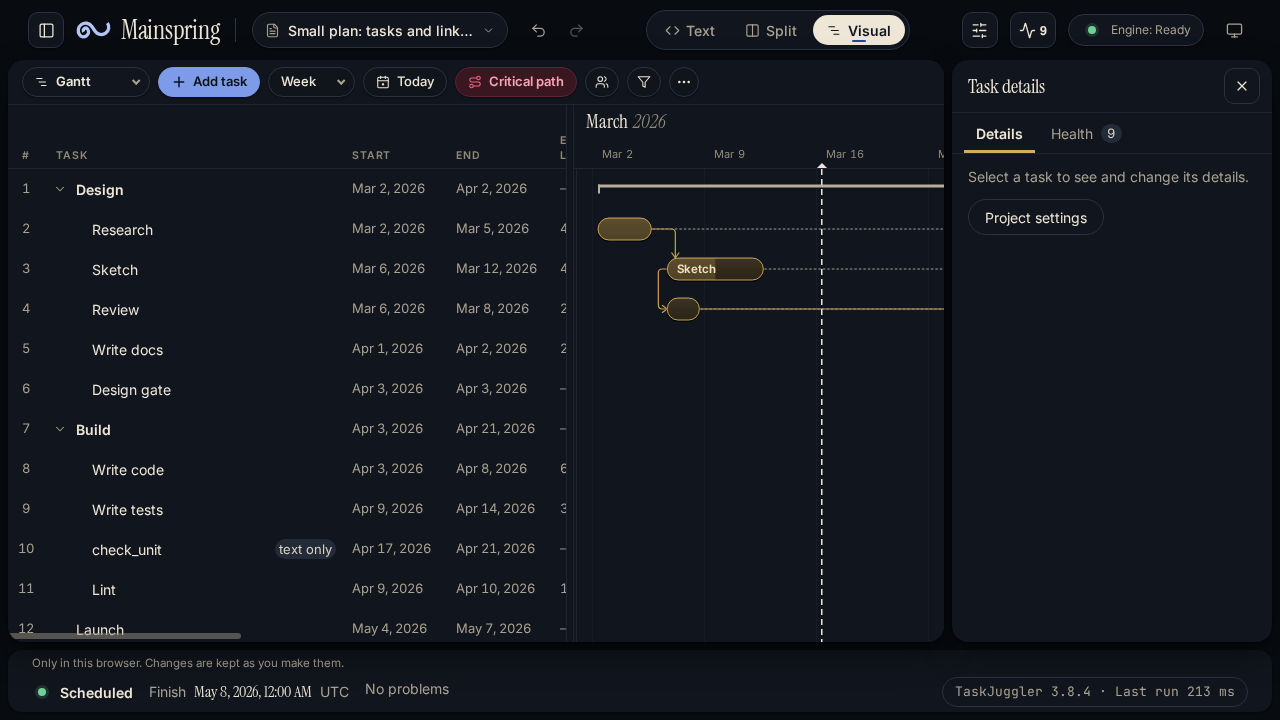 Mainspring
Small plan: tasks and link...
Text
Split
Visual
9
Engine: Ready
Gantt
Add task
Week
Today
Critical path
Task details
Details
Health 9
Select a task to see and change its details.
Project settings
March 2026
# TASK START END
Mar 2 Mar 9 Mar 16
1 Design Mar 2, 2026 Apr 2, 2026 –
2 Research Mar 2, 2026 Mar 5, 2026 4
3 Sketch Mar 6, 2026 Mar 12, 2026 4
Sketch
4 Review Mar 6, 2026 Mar 8, 2026 2
5 Write docs Apr 1, 2026 Apr 2, 2026 2
6 Design gate Apr 3, 2026 Apr 3, 2026 –
7 Build Apr 3, 2026 Apr 21, 2026 –
8 Write code Apr 3, 2026 Apr 8, 2026 6
9 Write tests Apr 9, 2026 Apr 14, 2026 3
10 check_unit text only Apr 17, 2026 Apr 21, 2026 –
11 Lint Apr 9, 2026 Apr 10, 2026 1
12 Launch May 4, 2026 May 7, 2026 –
Only in this browser. Changes are kept as you make them.
Scheduled Finish May 8, 2026, 12:00 AM UTC No problems
TaskJuggler 3.8.4 · Last run 213 ms